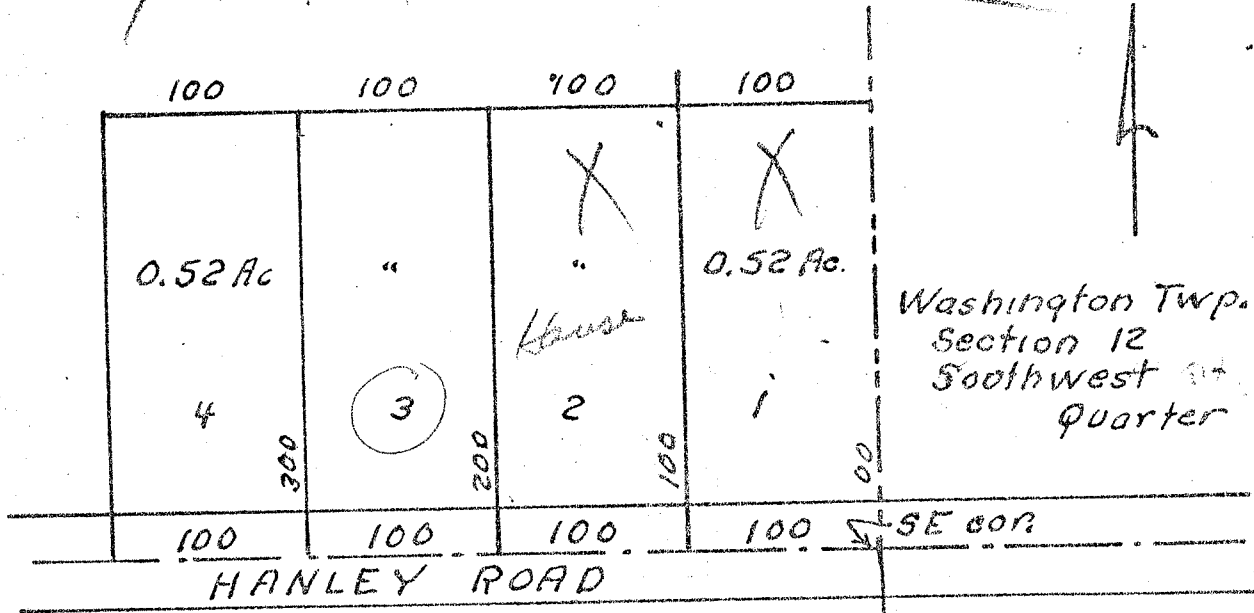 100 100 100 100
X X
0.52 Ac " " 0.52 Ac.
House
4 3 2 1
300 200 100 00
Washington Twp.
Section 12
Southwest
Quarter
100 100 100 100 SE cor.
HANLEY ROAD